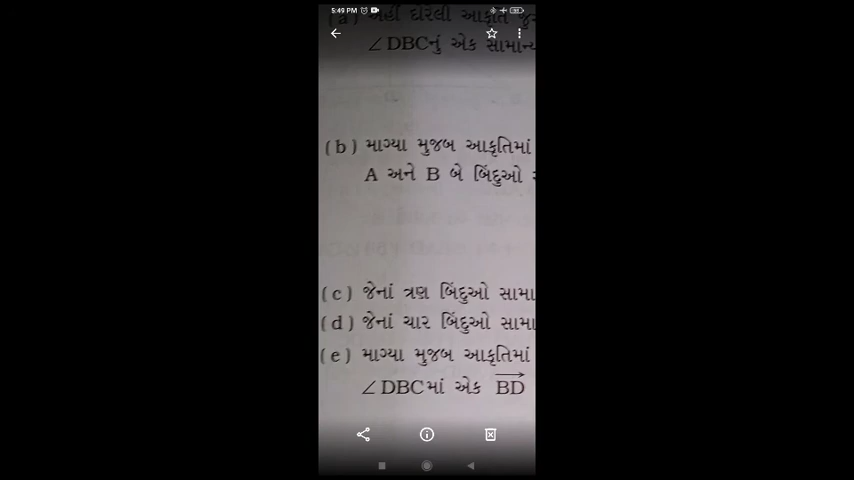 5:49 PM
(a) અહીં દોરેલી આકૃતિ
∠DBCનું એક સામાન્ય
(b) માગ્યા મુજબ આકૃતિમાં
A અને B બે બિંદુઓ
(c) જેનાં ત્રણ બિંદુઓ સામા
(d) જેનાં ચાર બિંદુઓ સામા
(e) માગ્યા મુજબ આકૃતિમાં
∠DBCમાં એક BD